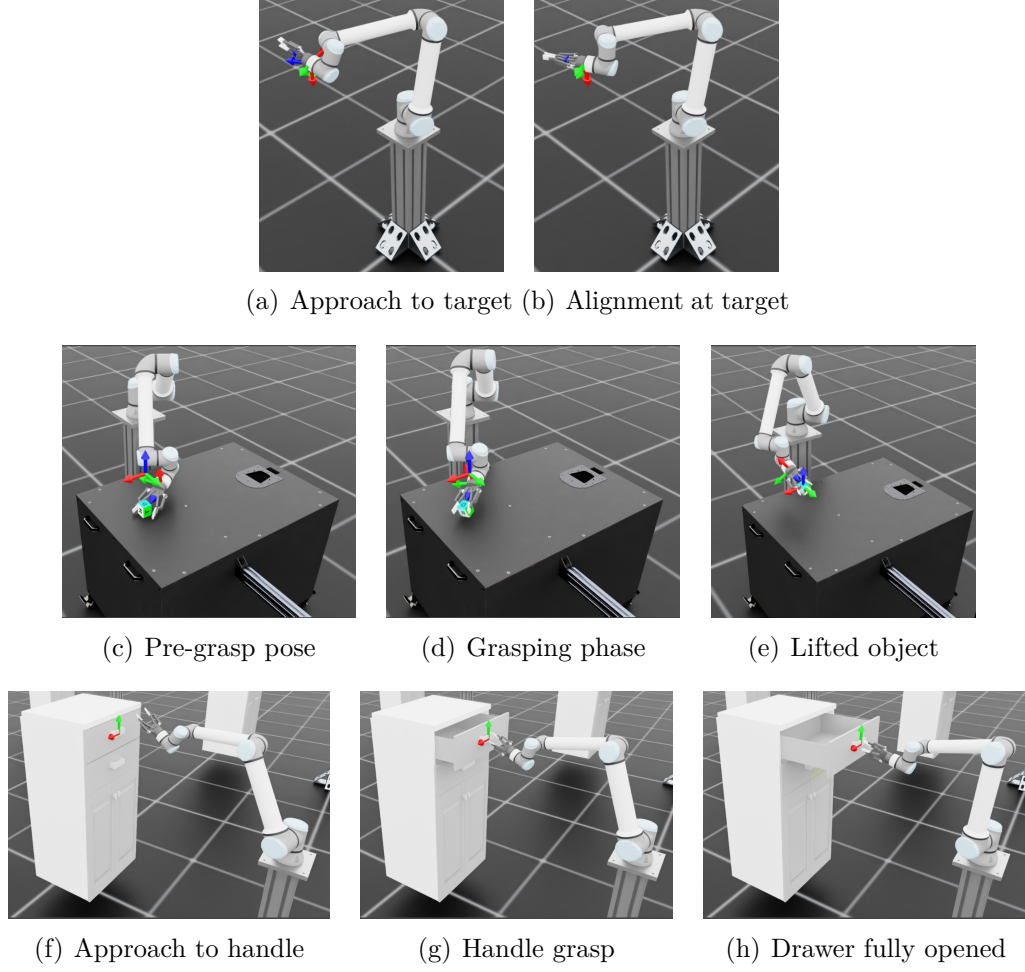 (a) Approach to target (b) Alignment at target
(c) Pre-grasp pose (d) Grasping phase (e) Lifted object
(f) Approach to handle (g) Handle grasp (h) Drawer fully opened